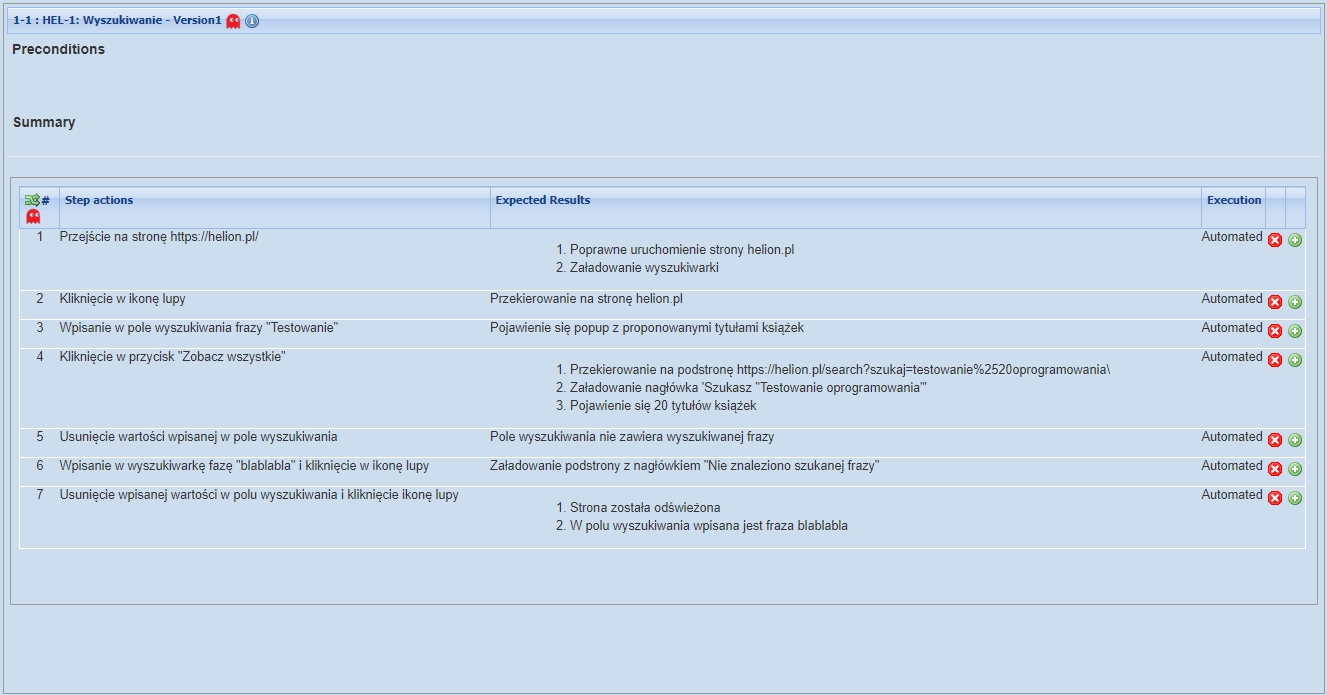 1-1 : HEL-1: Wyszukiwanie - Version1
Preconditions
Summary
# Step actions Expected Results Execution
1 Przejście na stronę https://helion.pl/ Automated
1. Poprawne uruchomienie strony helion.pl
2. Załadowanie wyszukiwarki
2 Kliknięcie w ikonę lupy Przekierowanie na stronę helion.pl Automated
3 Wpisanie w pole wyszukiwania frazy "Testowanie" Pojawienie się popup z proponowanymi tytułami książek Automated
4 Kliknięcie w przycisk "Zobacz wszystkie" Automated
1. Przekierowanie na podstronę https://helion.pl/search?szukaj=testowanie%2520oprogramowania\
2. Załadowanie nagłówka 'Szukasz "Testowanie oprogramowania"'
3. Pojawienie się 20 tytułów książek
5 Usunięcie wartości wpisanej w pole wyszukiwania Pole wyszukiwania nie zawiera wyszukiwanej frazy Automated
6 Wpisanie w wyszukiwarkę fazę "blablabla" i kliknięcie w ikonę lupy Załadowanie podstrony z nagłówkiem "Nie znaleziono szukanej frazy" Automated
7 Usunięcie wpisanej wartości w polu wyszukiwania i kliknięcie ikonę lupy Automated
1. Strona została odświeżona
2. W polu wyszukiwania wpisana jest fraza blablabla